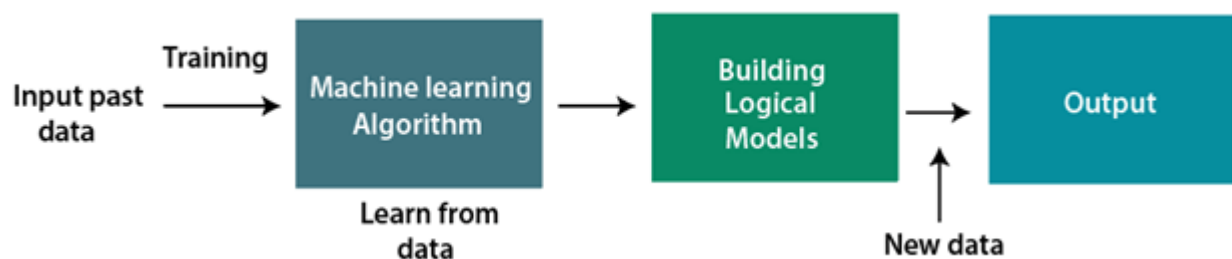 Training
Input past
data
Machine learning
Algorithm
Learn from
data
Building
Logical
Models
New data
Output